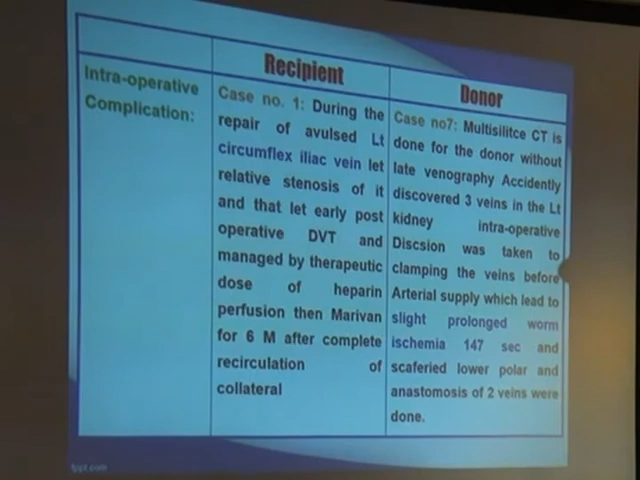 Recipient
Donor
Intra-operative
Complication:
Case no. 1: During the
repair of avulsed Lt
circumflex iliac vein let
relative stenosis of it
and that let early post
operative DVT and
managed by therapeutic
dose of heparin
perfusion then Marivan
for 6 M after complete
recirculation of
collateral
Case no7: Multisilitce CT is
done for the donor without
late venography Accidently
discovered 3 veins in the Lt
kidney intra-operative
Discsion was taken to
clamping the veins before
Arterial supply which lead to
slight prolonged worm
ischemia 147 sec and
scaferied lower polar and
anastomosis of 2 veins were
done.
fppt.com